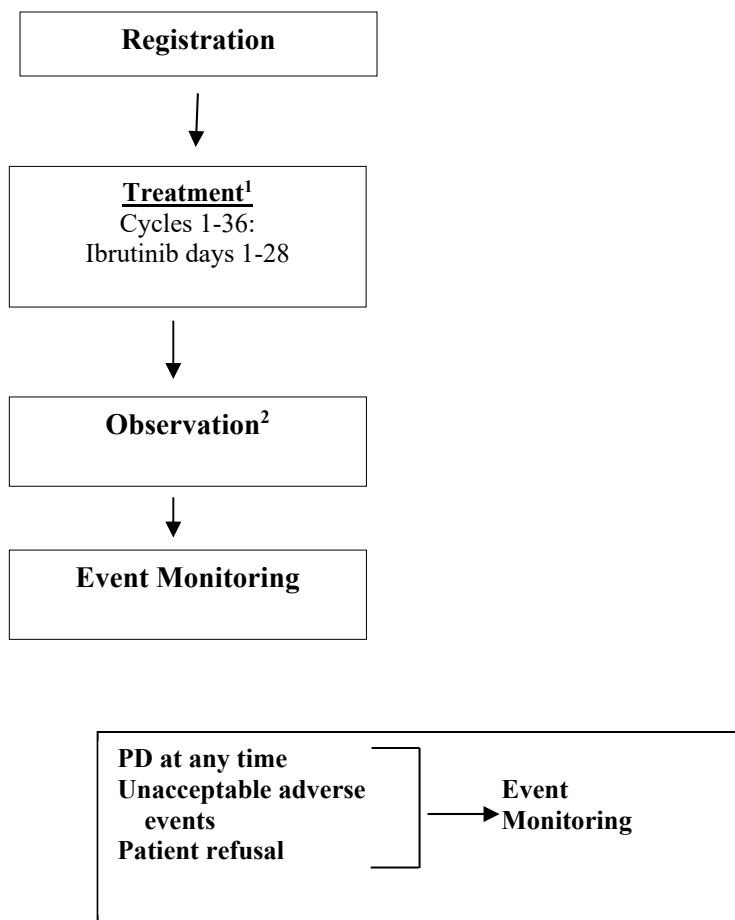 Registration
Treatment¹
Cycles 1-36:
Ibrutinib days 1-28
Observation²
Event Monitoring
PD at any time
Unacceptable adverse
events
Patient refusal
Event
Monitoring